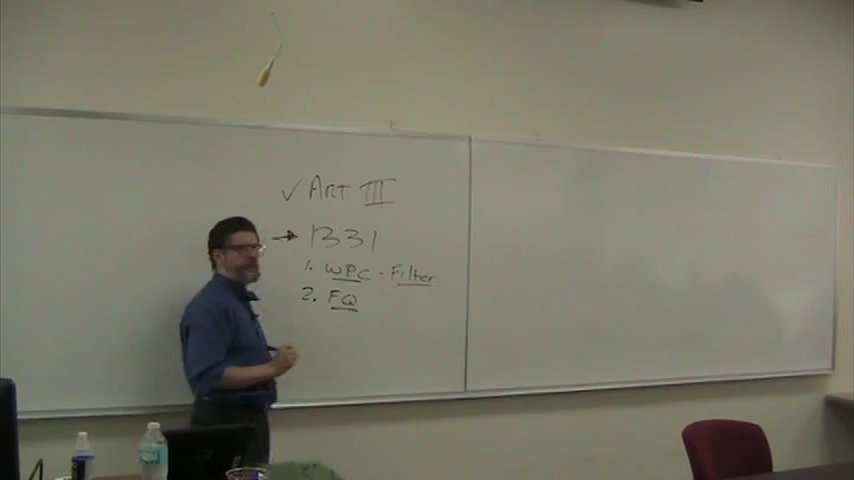 ✓ ART III
→ 1331
1. WPC - Filter
2. FQ